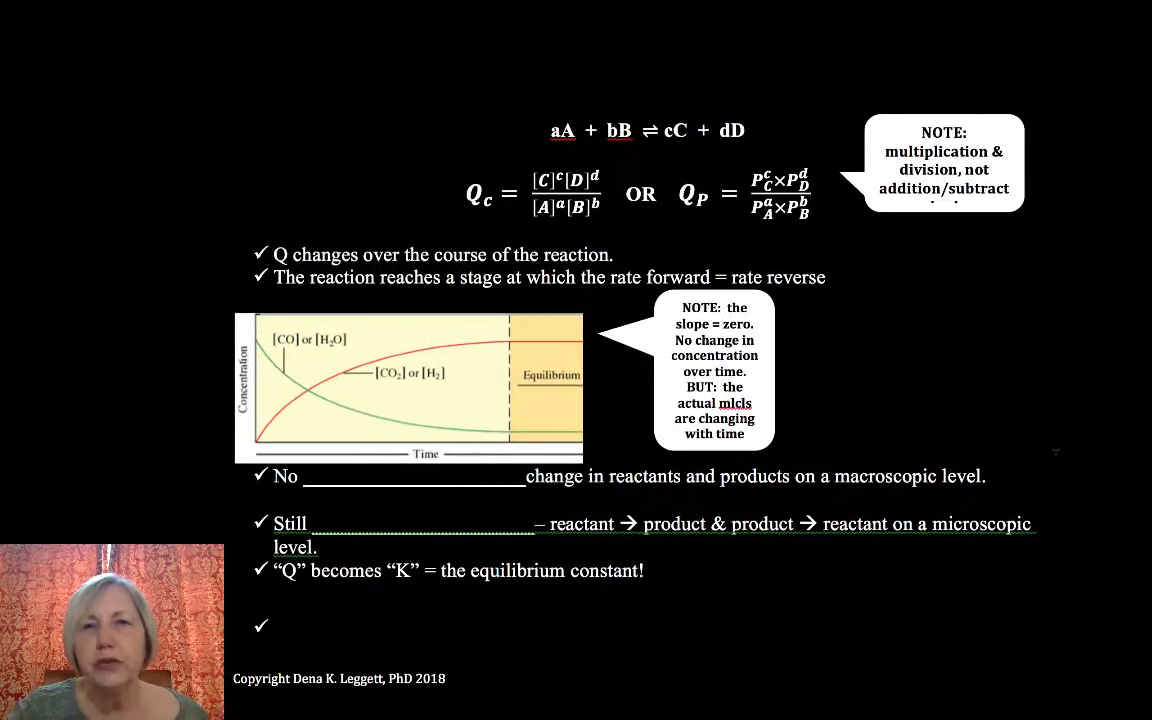 aA + bB ⇌ cC + dD
Q_c = [C]^c[D]^d / [A]^a[B]^b OR Q_P = P_C^c×P_D^d / P_A^a×P_B^b
NOTE:
multiplication &
division, not
addition/subtract
✓ Q changes over the course of the reaction.
✓ The reaction reaches a stage at which the rate forward = rate reverse
NOTE: the
slope = zero.
No change in
concentration
over time.
BUT: the
actual mlcls
are changing
with time
Concentration
[CO] or [H₂O]
[CO₂] or [H₂]
Equilibrium
Time
✓ No ______________________change in reactants and products on a macroscopic level.
✓ Still ______________________ – reactant → product & product → reactant on a microscopic
level.
✓ “Q” becomes “K” = the equilibrium constant!
✓
Copyright Dena K. Leggett, PhD 2018